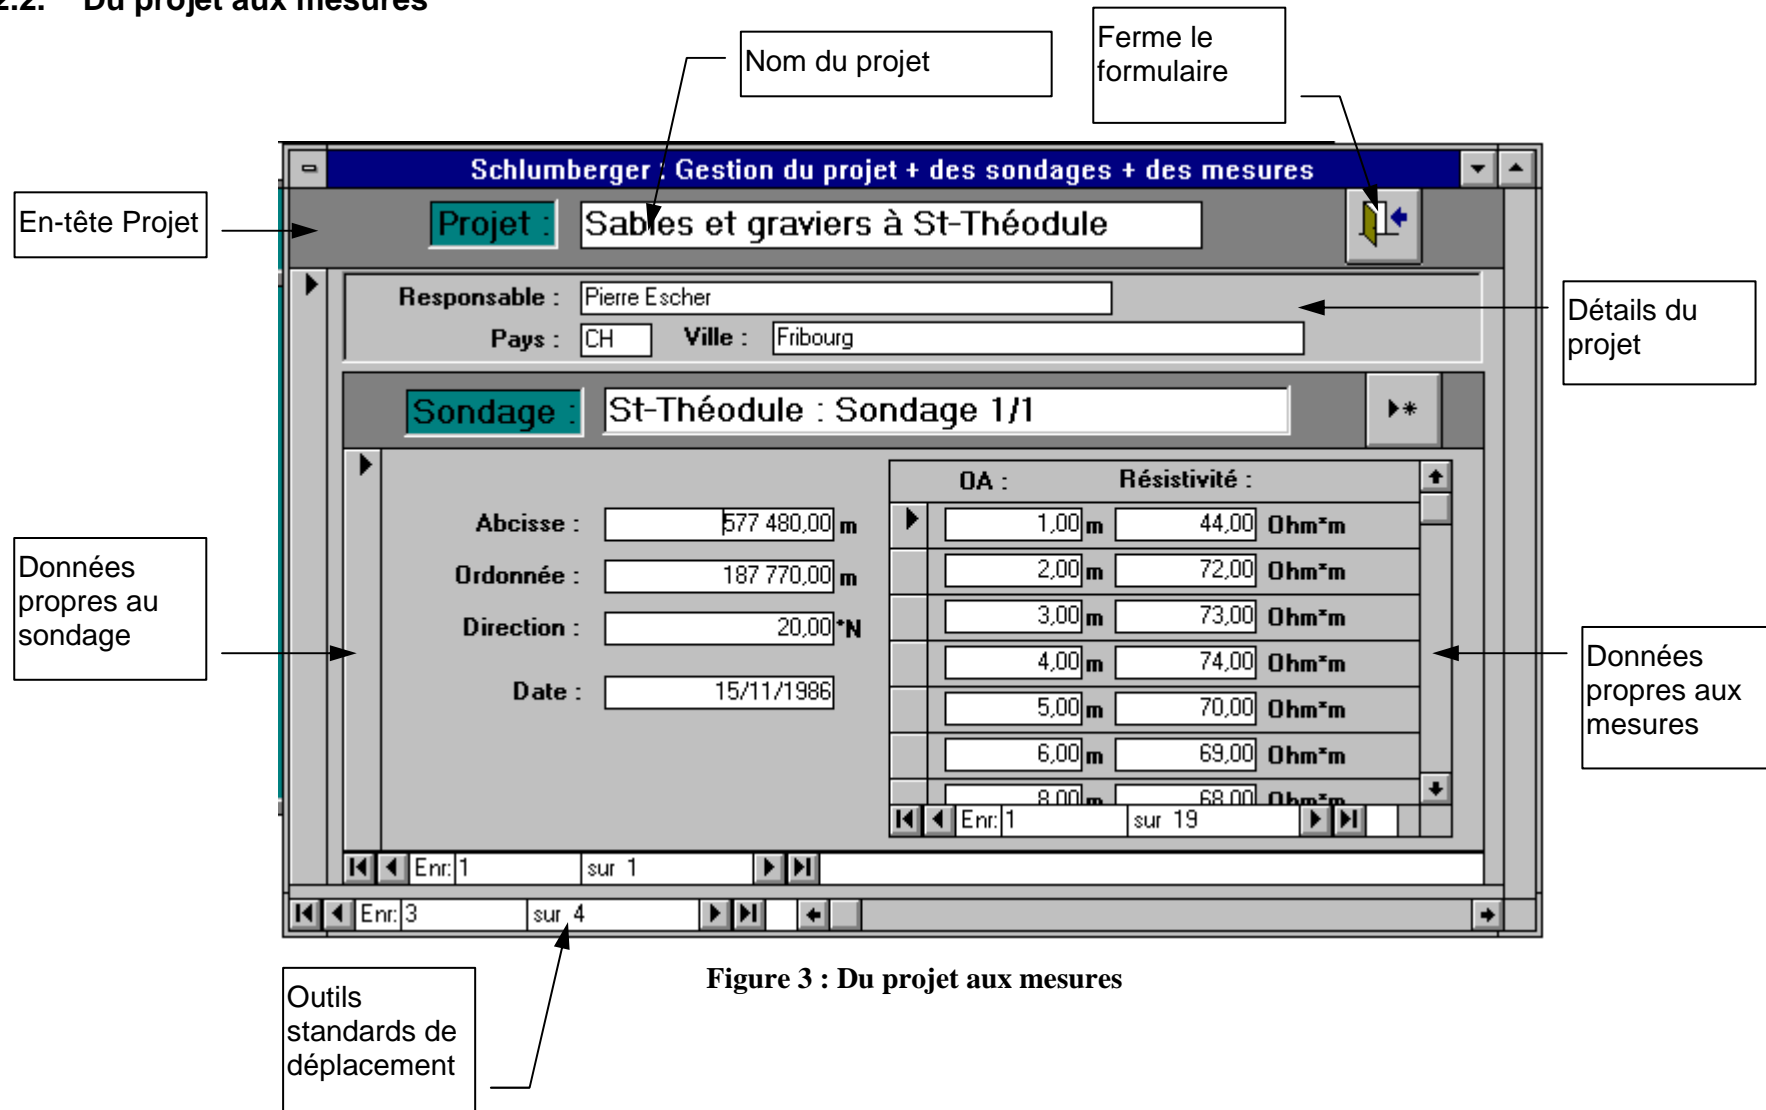 2.2. Du projet aux mesures
Nom du projet
Ferme le
formulaire
Schlumberger : Gestion du projet + des sondages + des mesures
En-tête Projet
Projet : Sables et graviers à St-Théodule
Responsable : Pierre Escher
Pays : CH Ville : Fribourg
Détails du
projet
Sondage : St-Théodule : Sondage 1/1
OA : Résistivité :
Abcisse : 577 480,00 m
1,00 m 44,00 Ohm*m
Ordonnée : 187 770,00 m
2,00 m 72,00 Ohm*m
Direction : 20,00 °N
3,00 m 73,00 Ohm*m
4,00 m 74,00 Ohm*m
Date : 15/11/1986
5,00 m 70,00 Ohm*m
6,00 m 69,00 Ohm*m
8,00 m 68,00 Ohm*m
Enr: 1 sur 19
Données
propres au
sondage
Données
propres aux
mesures
Enr: 1 sur 1
Enr: 3 sur 4
Figure 3 : Du projet aux mesures
Outils
standards de
déplacement